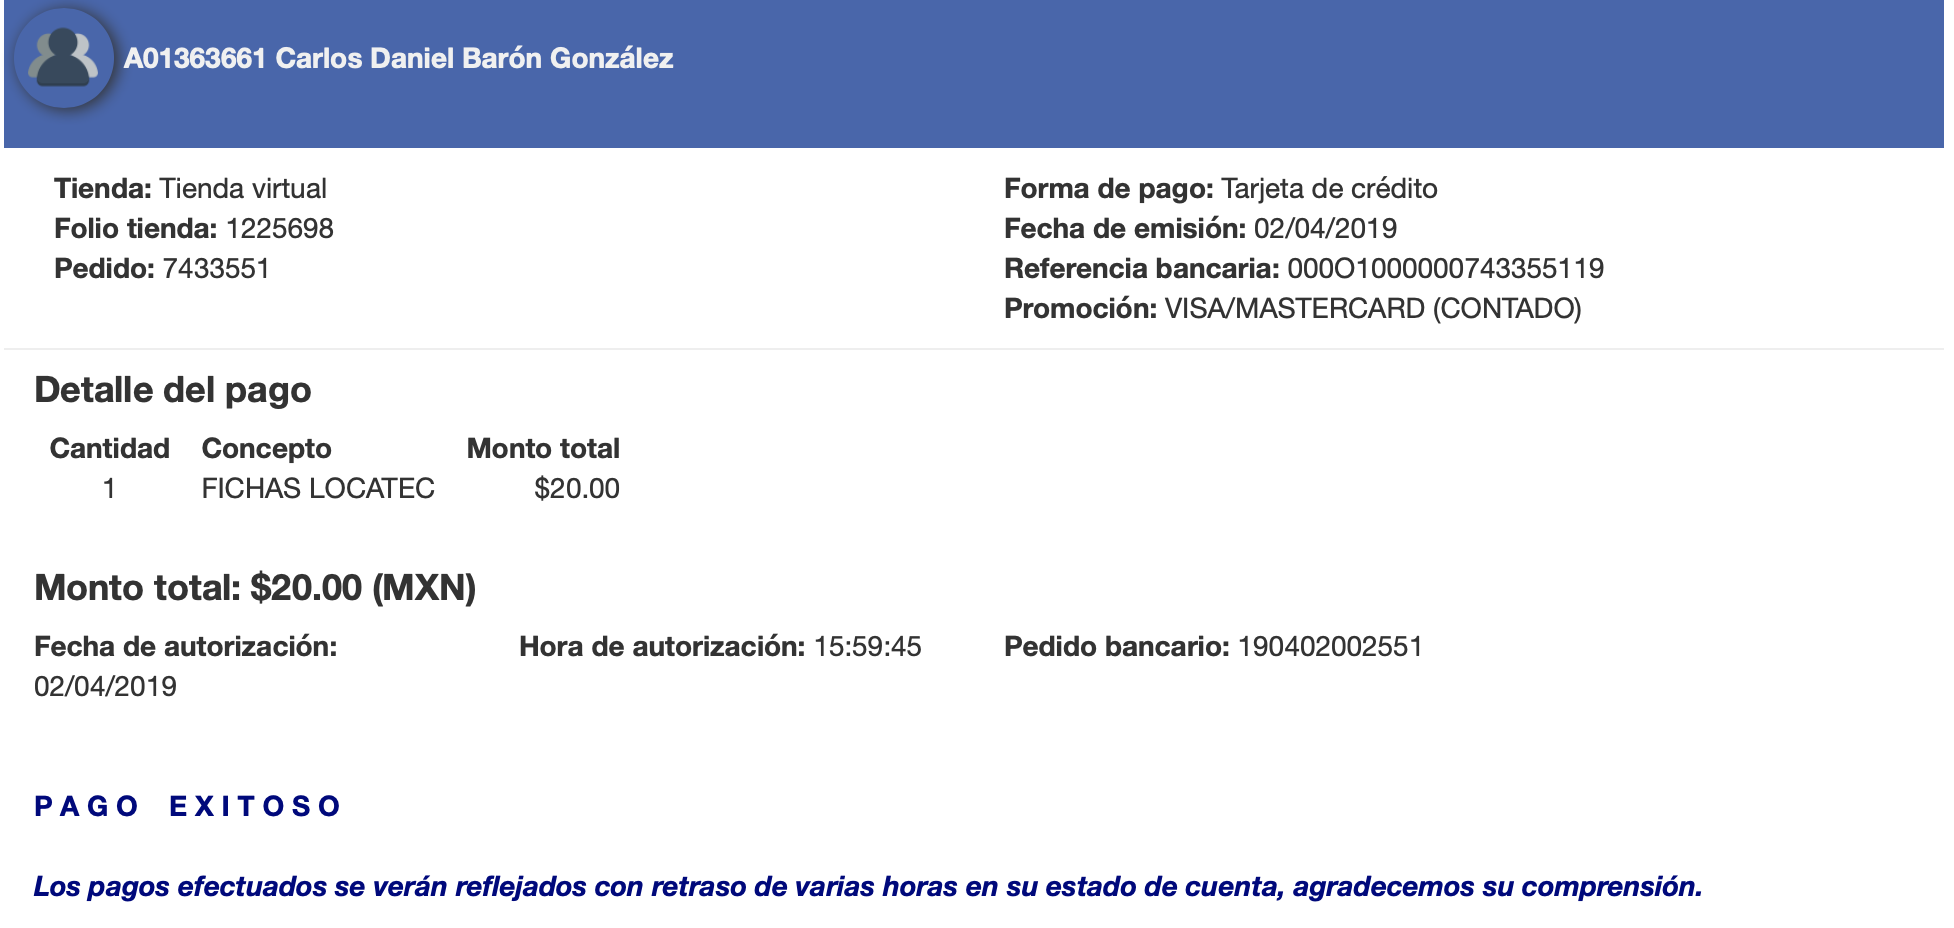 A01363661 Carlos Daniel Barón González
Tienda: Tienda virtual
Folio tienda: 1225698
Pedido: 7433551
Forma de pago: Tarjeta de crédito
Fecha de emisión: 02/04/2019
Referencia bancaria: 000O1000000743355119
Promoción: VISA/MASTERCARD (CONTADO)
Detalle del pago
Cantidad Concepto Monto total
1 FICHAS LOCATEC $20.00
Monto total: $20.00 (MXN)
Fecha de autorización:
02/04/2019
Hora de autorización: 15:59:45
Pedido bancario: 190402002551
PAGO EXITOSO
Los pagos efectuados se verán reflejados con retraso de varias horas en su estado de cuenta, agradecemos su comprensión.